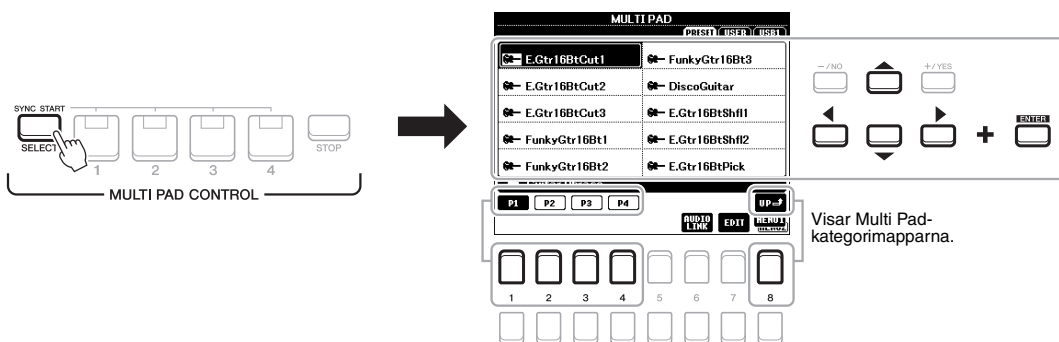 SYNC START
SELECT
1 2 3 4
STOP
MULTI PAD CONTROL
MULTI PAD
PRESET USER USB1
E.Gtr16BtCut1 FunkyGtr16Bt3
E.Gtr16BtCut2 DiscoGuitar
E.Gtr16BtCut3 E.Gtr16BtShfl1
FunkyGtr16Bt1 E.Gtr16BtShfl2
FunkyGtr16Bt2 E.Gtr16BtPick
P1 P2 P3 P4 UP
AUDIO LINK EDIT MENU1
MENU2
1 2 3 4 5 6 7 8
-/NO
+/YES
+
ENTER
Visar Multi Pad-
kategorimapparna.